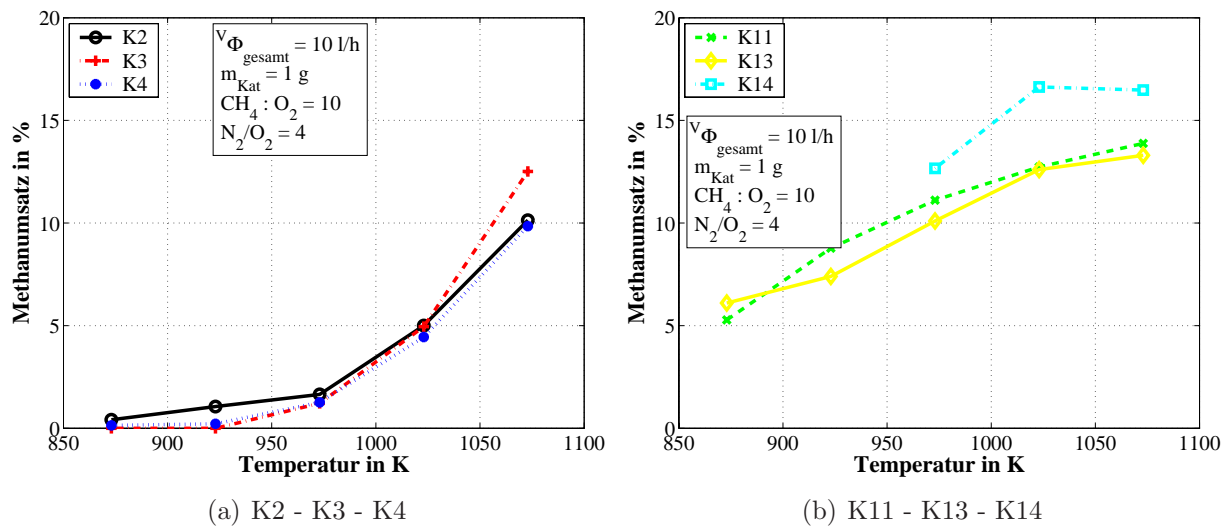 20
15
10
5
0
Methanumsatz in %
K2
K3
K4
VΦgesamt = 10 l/h
mKat = 1 g
CH4 : O2 = 10
N2/O2 = 4
850 900 950 1000 1050 1100
Temperatur in K
(a) K2 - K3 - K4
20
15
10
5
0
Methanumsatz in %
K11
K13
K14
VΦgesamt = 10 l/h
mKat = 1 g
CH4 : O2 = 10
N2/O2 = 4
850 900 950 1000 1050 1100
Temperatur in K
(b) K11 - K13 - K14